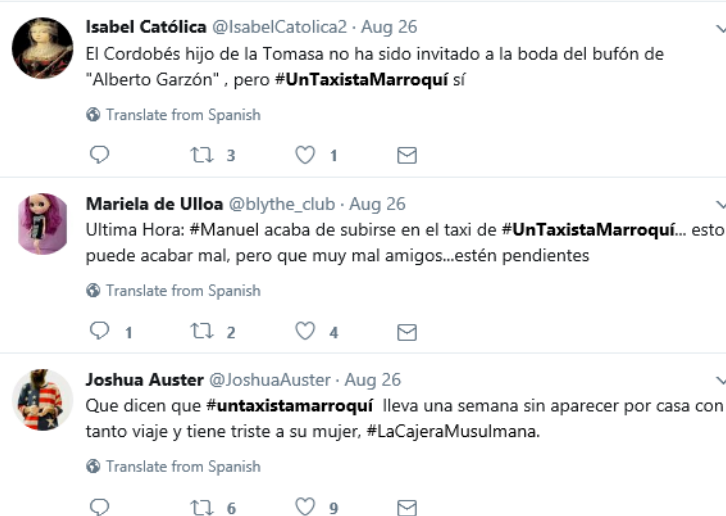 Isabel Católica @IsabelCatolica2 · Aug 26
El Cordobés hijo de la Tomasa no ha sido invitado a la boda del bufón de
"Alberto Garzón" , pero #UnTaxistaMarroquí sí
Translate from Spanish
3 1
Mariela de Ulloa @blythe_club · Aug 26
Ultima Hora: #Manuel acaba de subirse en el taxi de #UnTaxistaMarroquí... esto
puede acabar mal, pero que muy mal amigos...estén pendientes
Translate from Spanish
1 2 4
Joshua Auster @JoshuaAuster · Aug 26
Que dicen que #untaxistamarroquí lleva una semana sin aparecer por casa con
tanto viaje y tiene triste a su mujer, #LaCajeraMusulmana.
Translate from Spanish
6 9